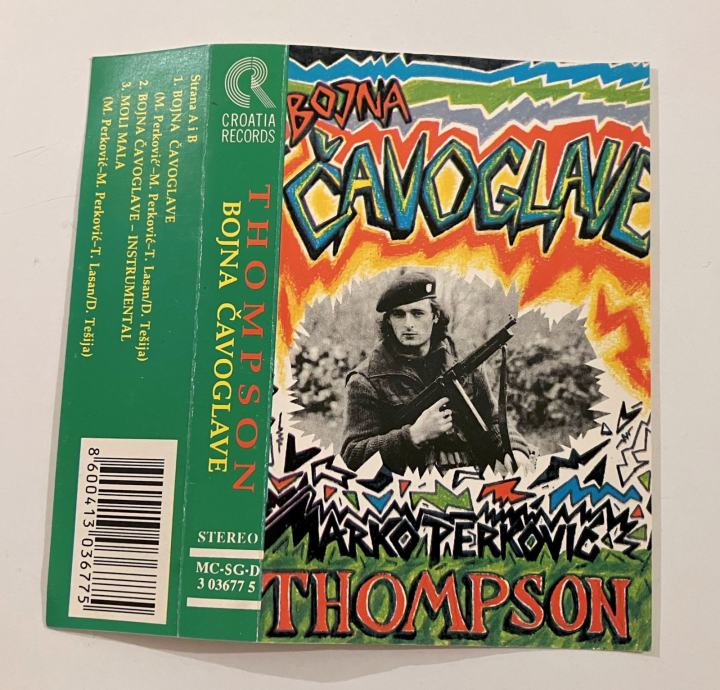 Strana A i B
1. BOJNA ČAVOGLAVE
(M. Perković–M. Perković-T. Lasan/D. Tešija)
2. BOJNA ČAVOGLAVE – INSTRUMENTAL
3. MOLI MALA
(M. Perković–M. Perković–T. Lasan/D. Tešija)
8600413036775
CROATIA
RECORDS
THOMPSON
BOJNA ČAVOGLAVE
STEREO
MC-SG-D
3 03677 5
BOJNA
ČAVOGLAVE
MARKO PERKOVIĆ
THOMPSON